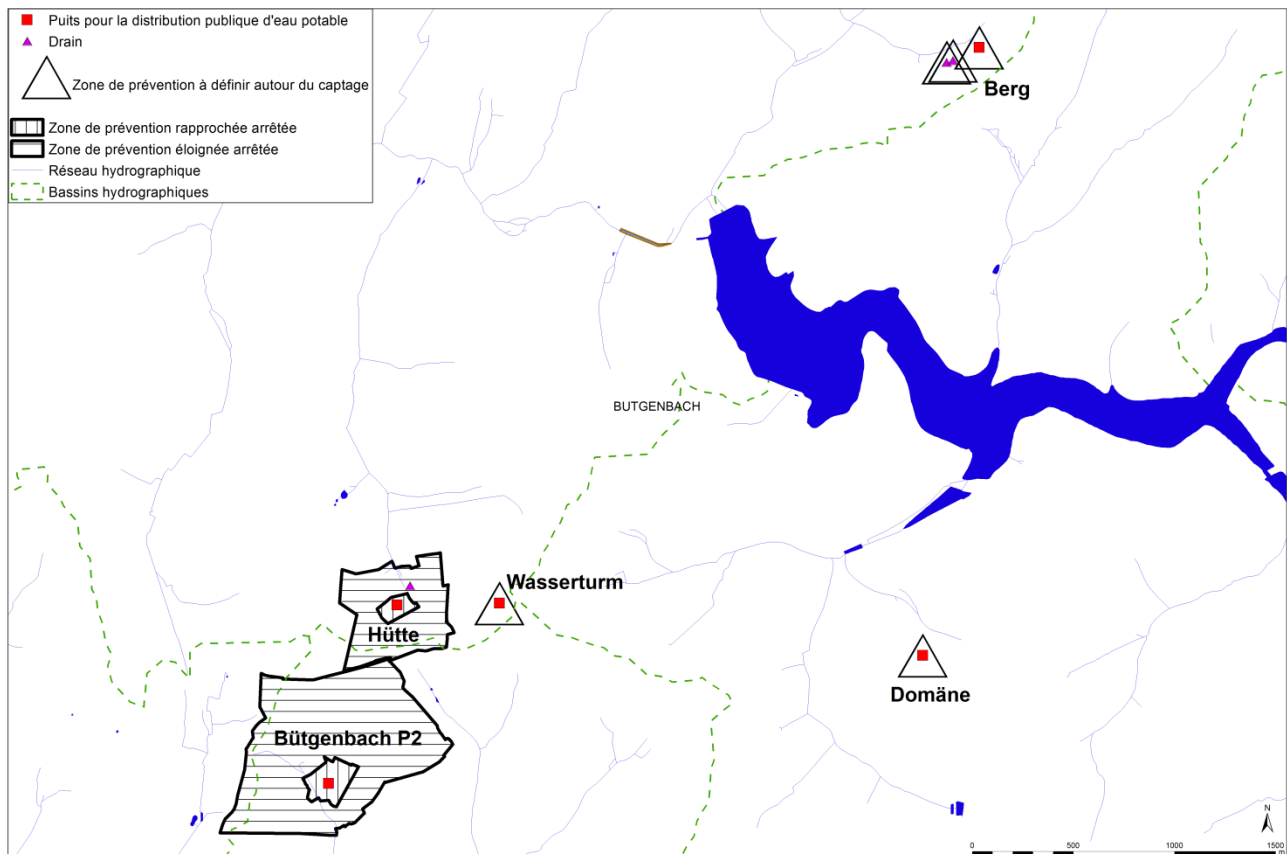 Puits pour la distribution publique d'eau potable
Drain
Zone de prévention à définir autour du captage
Zone de prévention rapprochée arrêtée
Zone de prévention éloignée arrêtée
Réseau hydrographique
Bassins hydrographiques
Berg
BUTGENBACH
Wasserturm
Hütte
Domäne
Bütgenbach P2
N
0 500 1000 1500